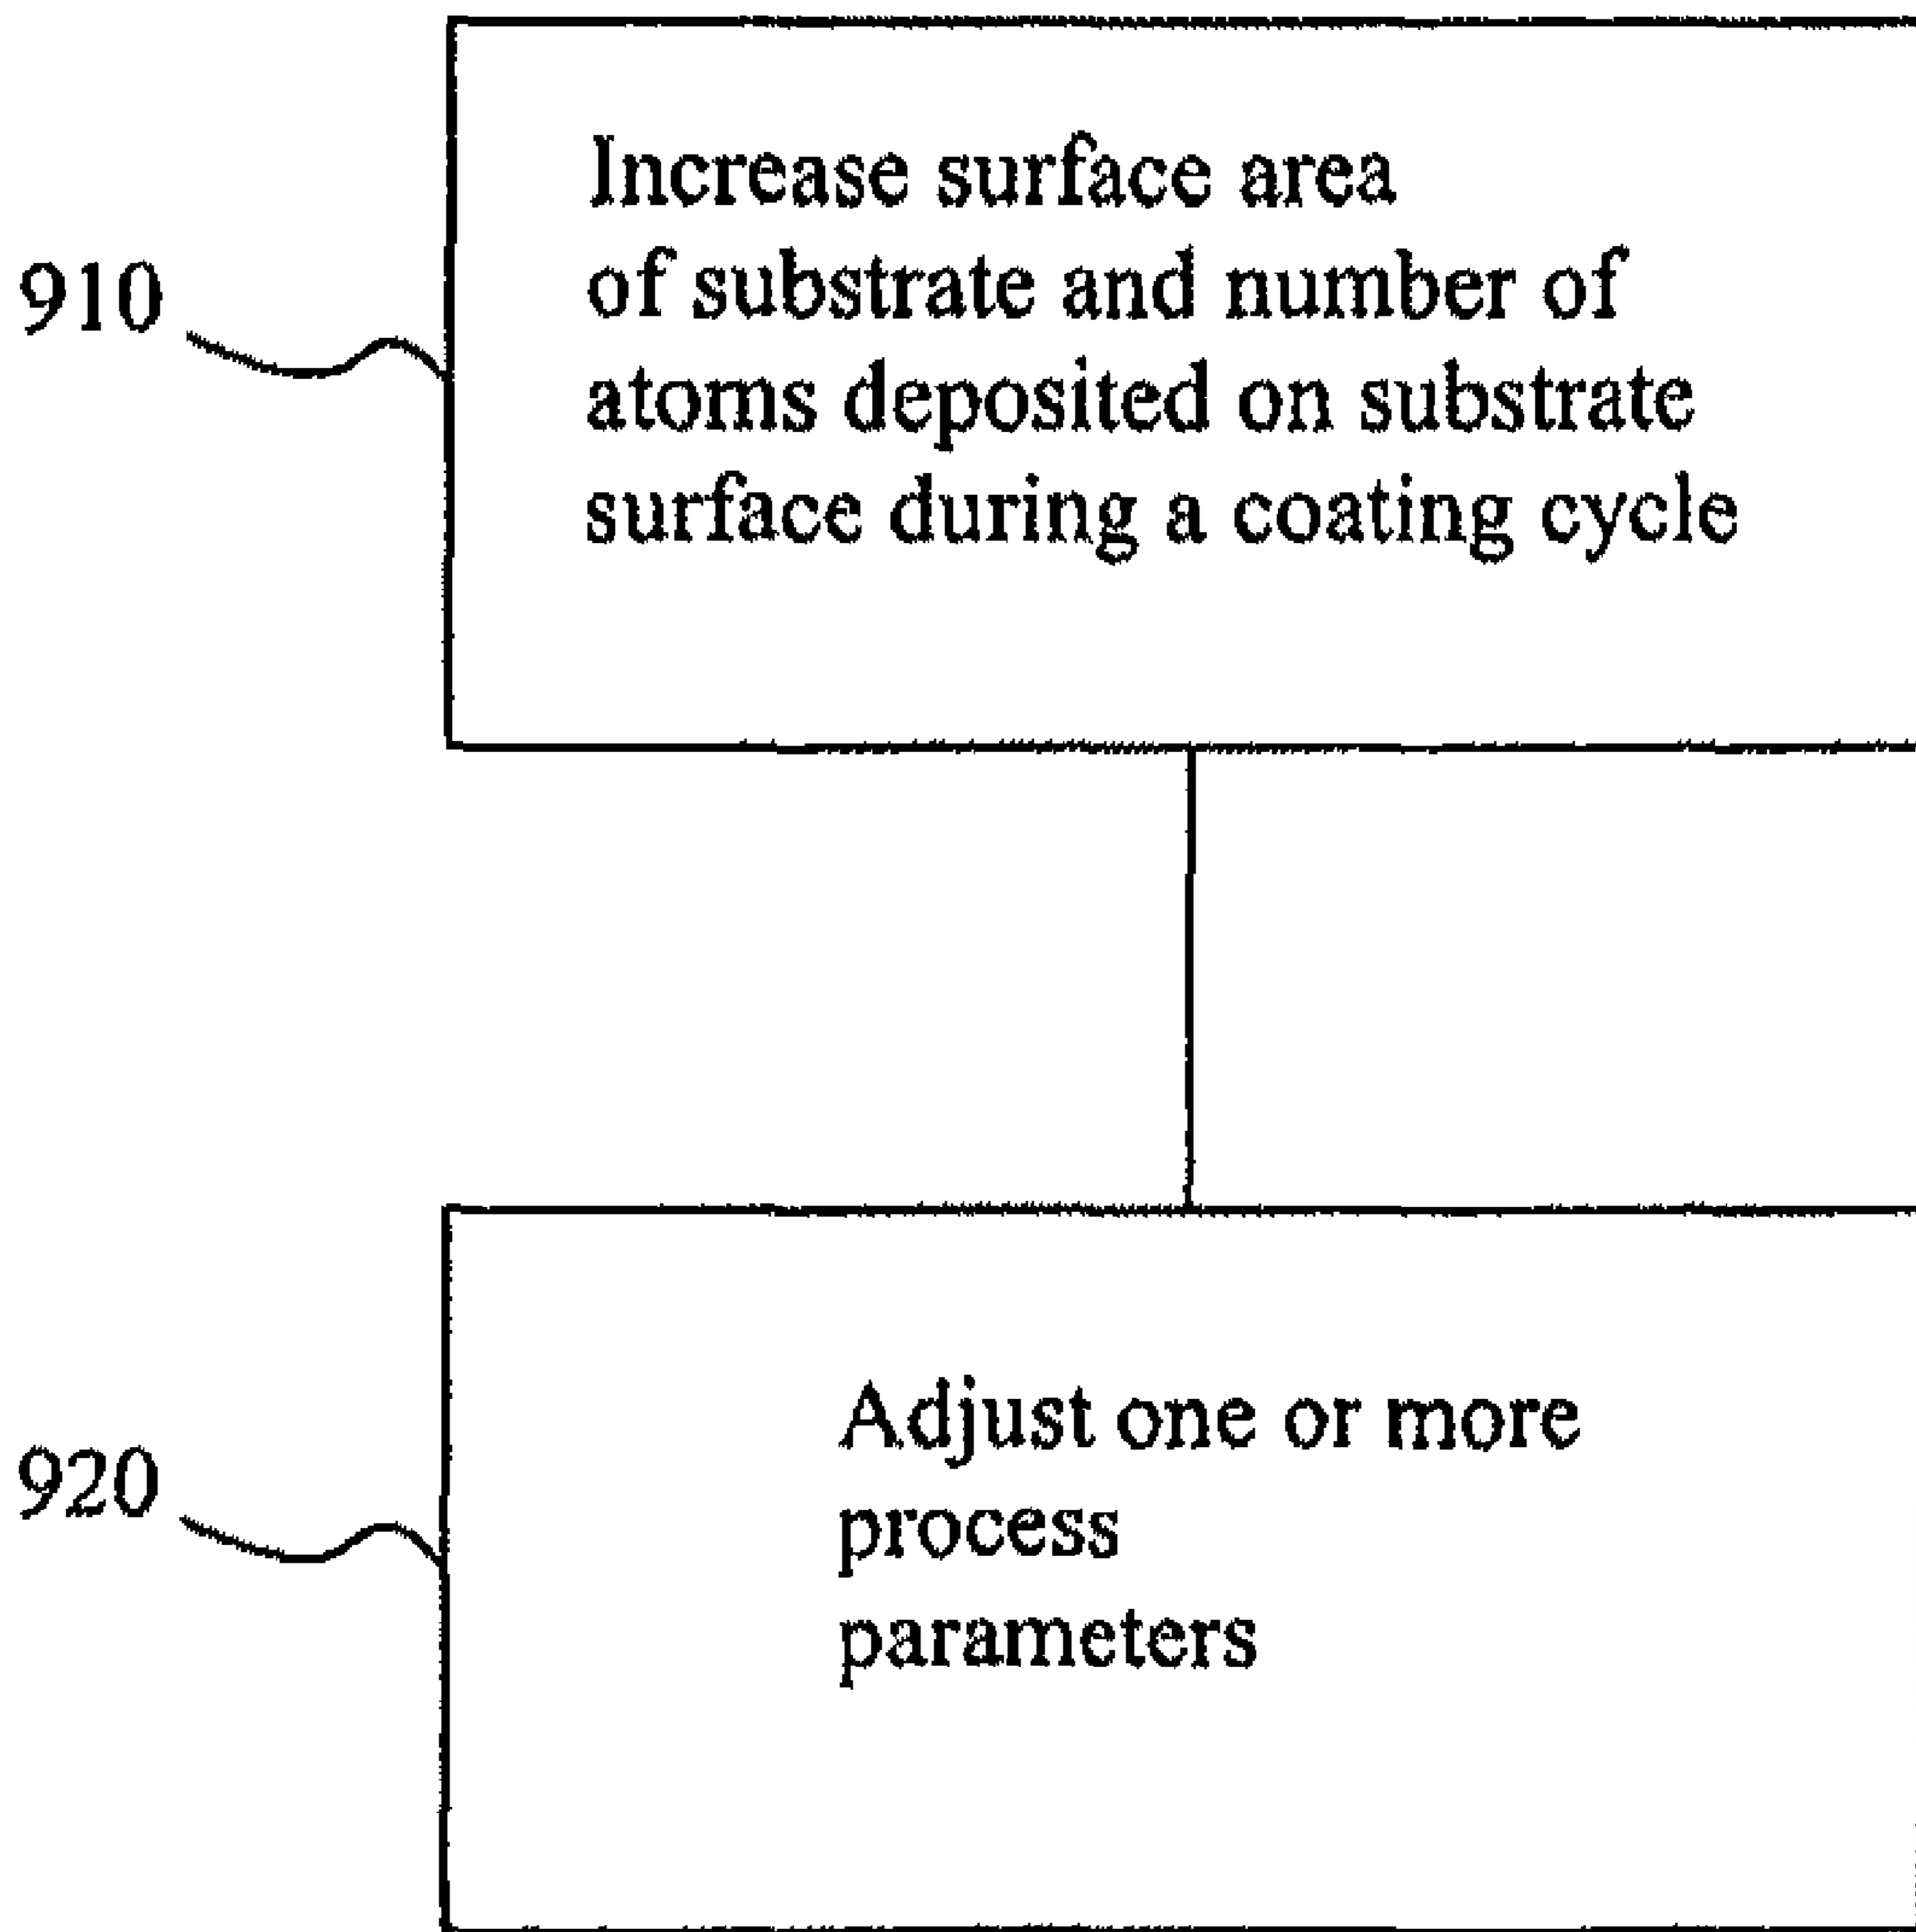 910
Increase surface area
of substrate and number of
atoms deposited on substrate
surface during a coating cycle
920
Adjust one or more
process
parameters